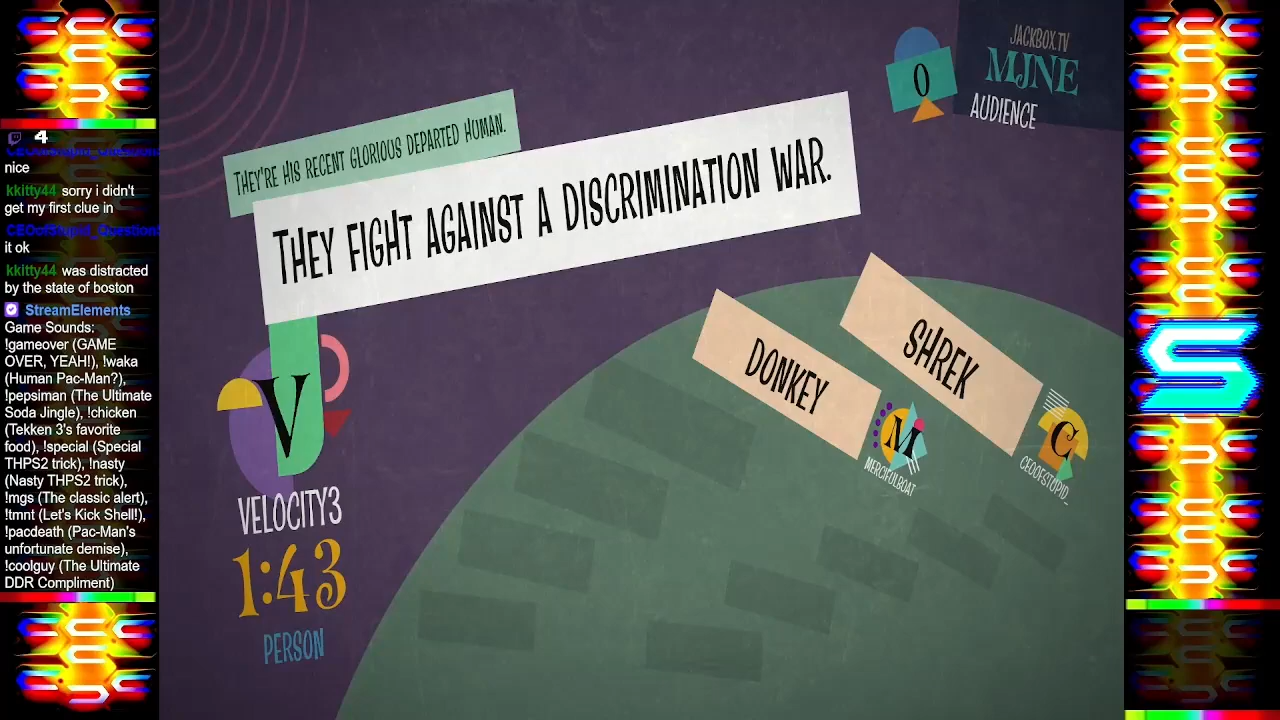 4
nice
kkitty44 sorry i didn't
get my first clue in
CEOofStupid_Question
it ok
kkitty44 was distracted
by the state of boston
StreamElements
Game Sounds:
!gameover (GAME
OVER, YEAH!), !waka
(Human Pac-Man?),
!pepsiman (The Ultimate
Soda Jingle), !chicken
(Tekken 3's favorite
food), !special (Special
THPS2 trick), !nasty
(Nasty THPS2 trick),
!mgs (The classic alert),
!tmnt (Let's Kick Shell!),
!pacdeath (Pac-Man's
unfortunate demise),
!coolguy (The Ultimate
DDR Compliment)
THEY'RE HIS RECENT GLORIOUS DEPARTED HUMAN.
THEY FIGHT AGAINST A DISCRIMINATION WAR.
V
VELOCITY3
1:43
PERSON
0
AUDIENCE
JACKBOX.TV
MJNE
DONKEY
M
MERCIFULBOAT
SHREK
C
CEOOFSTUPID_
S